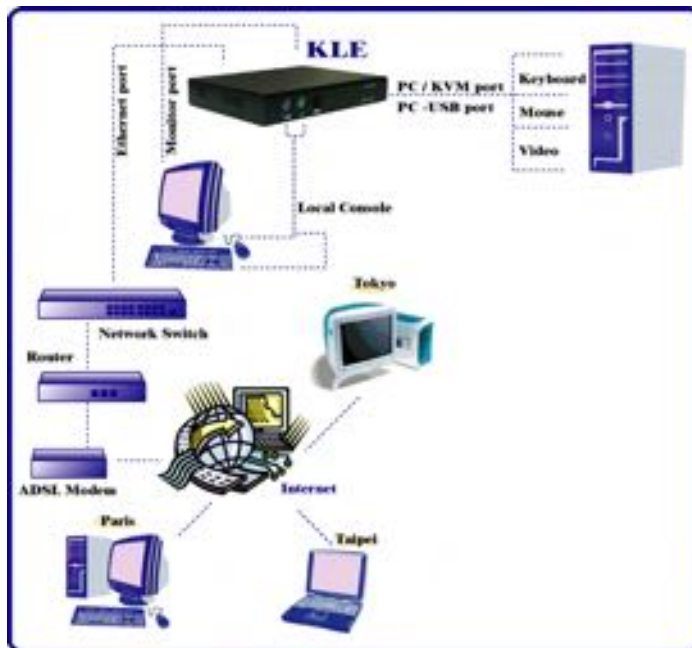 KLE
Ethernet port
Monitor port
PC / KVM port
PC -USB port
Keyboard
Mouse
Video
Local Console
Tokyo
Network Switch
Router
ADSL Modem
Internet
Paris
Taipei